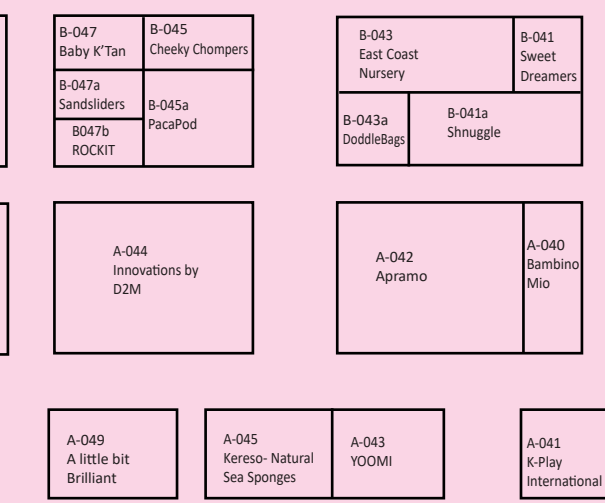 B-047
Baby K'Tan
B-045
Cheeky Chompers
B-047a
Sandsliders
B-045a
PacaPod
B047b
ROCKIT
B-043
East Coast
Nursery
B-041
Sweet
Dreamers
B-043a
DoddleBags
B-041a
Shnuggle
A-044
Innovations by
D2M
A-042
Apramo
A-040
Bambino
Mio
A-049
A little bit
Brilliant
A-045
Kereso- Natural
Sea Sponges
A-043
YOOMI
A-041
K-Play
International